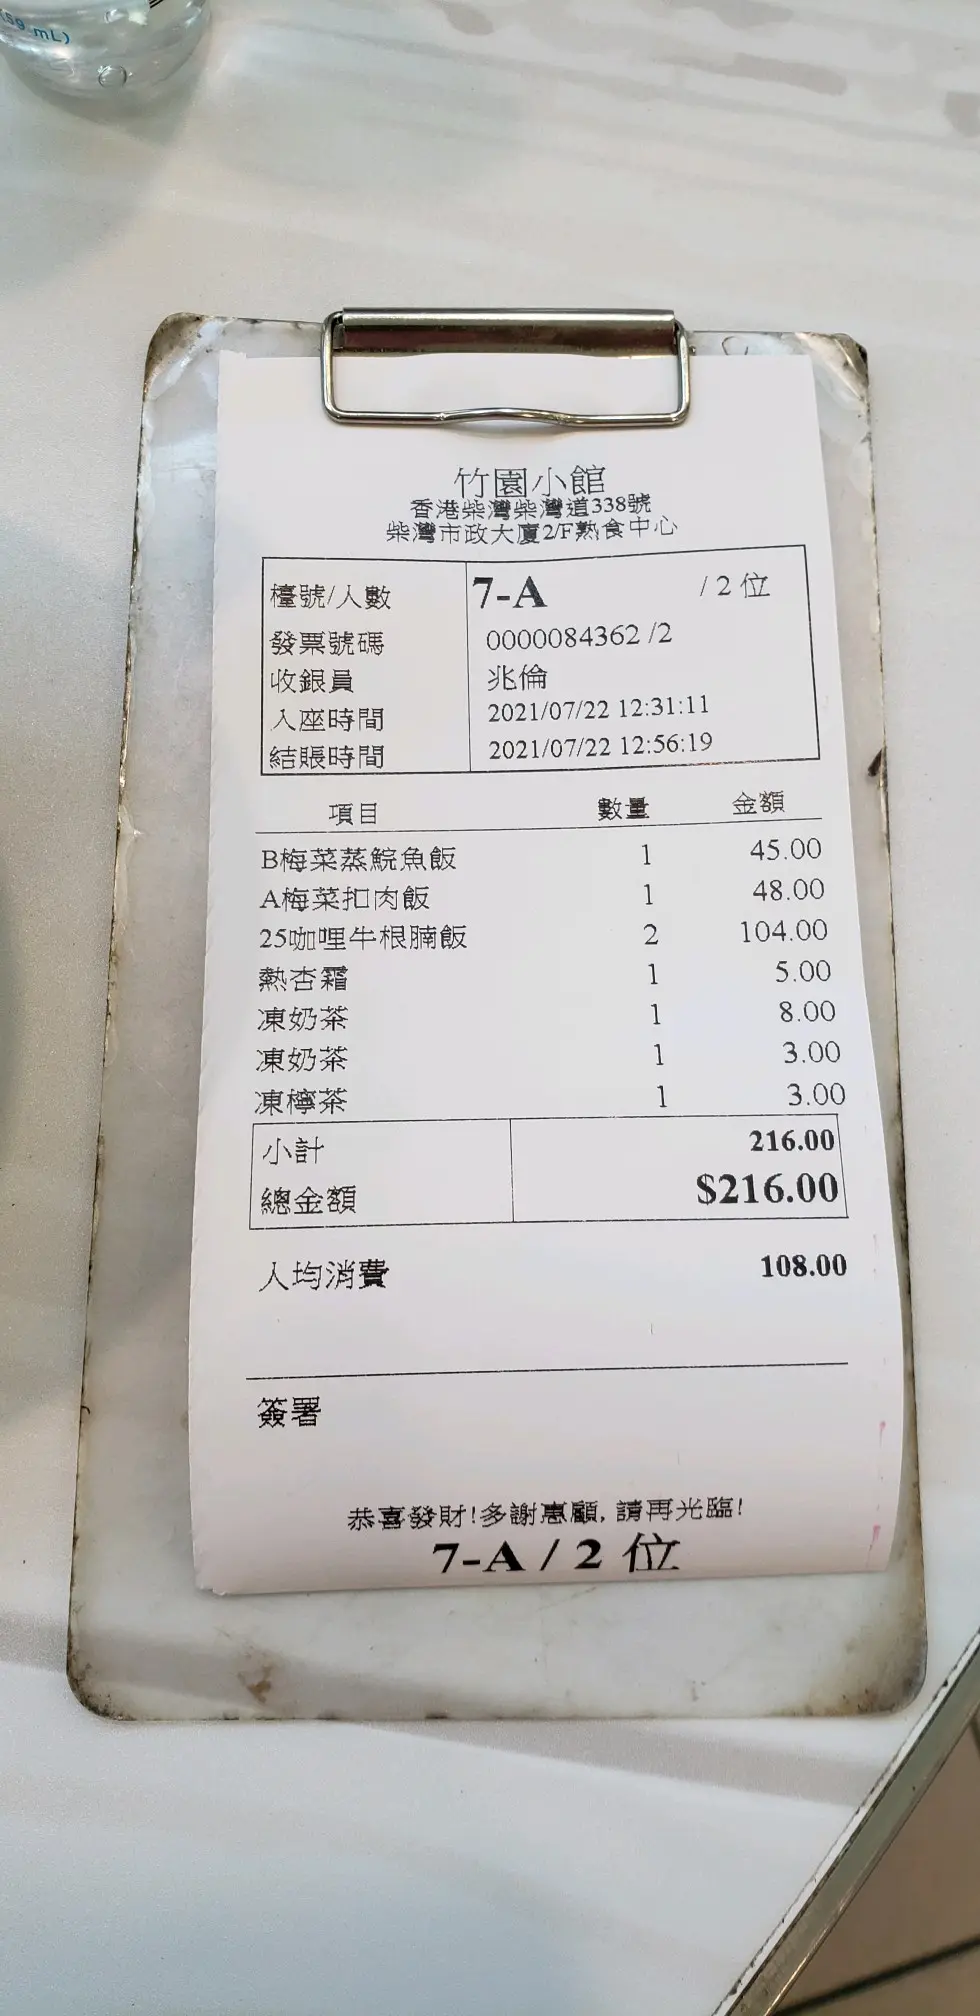 (59 mL)
竹園小館
香港柴灣柴灣道338號
柴灣市政大廈2/F熟食中心
檯號/人數 7-A / 2 位
發票號碼 0000084362 /2
收銀員 兆倫
入座時間 2021/07/22 12:31:11
結賬時間 2021/07/22 12:56:19
項目 數量 金額
B梅菜蒸鯇魚飯 1 45.00
A梅菜扣肉飯 1 48.00
25咖哩牛根腩飯 2 104.00
熱杏霜 1 5.00
凍奶茶 1 8.00
凍奶茶 1 3.00
凍檸茶 1 3.00
小計 216.00
總金額 $216.00
人均消費 108.00
簽署
恭喜發財!多謝惠顧, 請再光臨!
7-A / 2 位